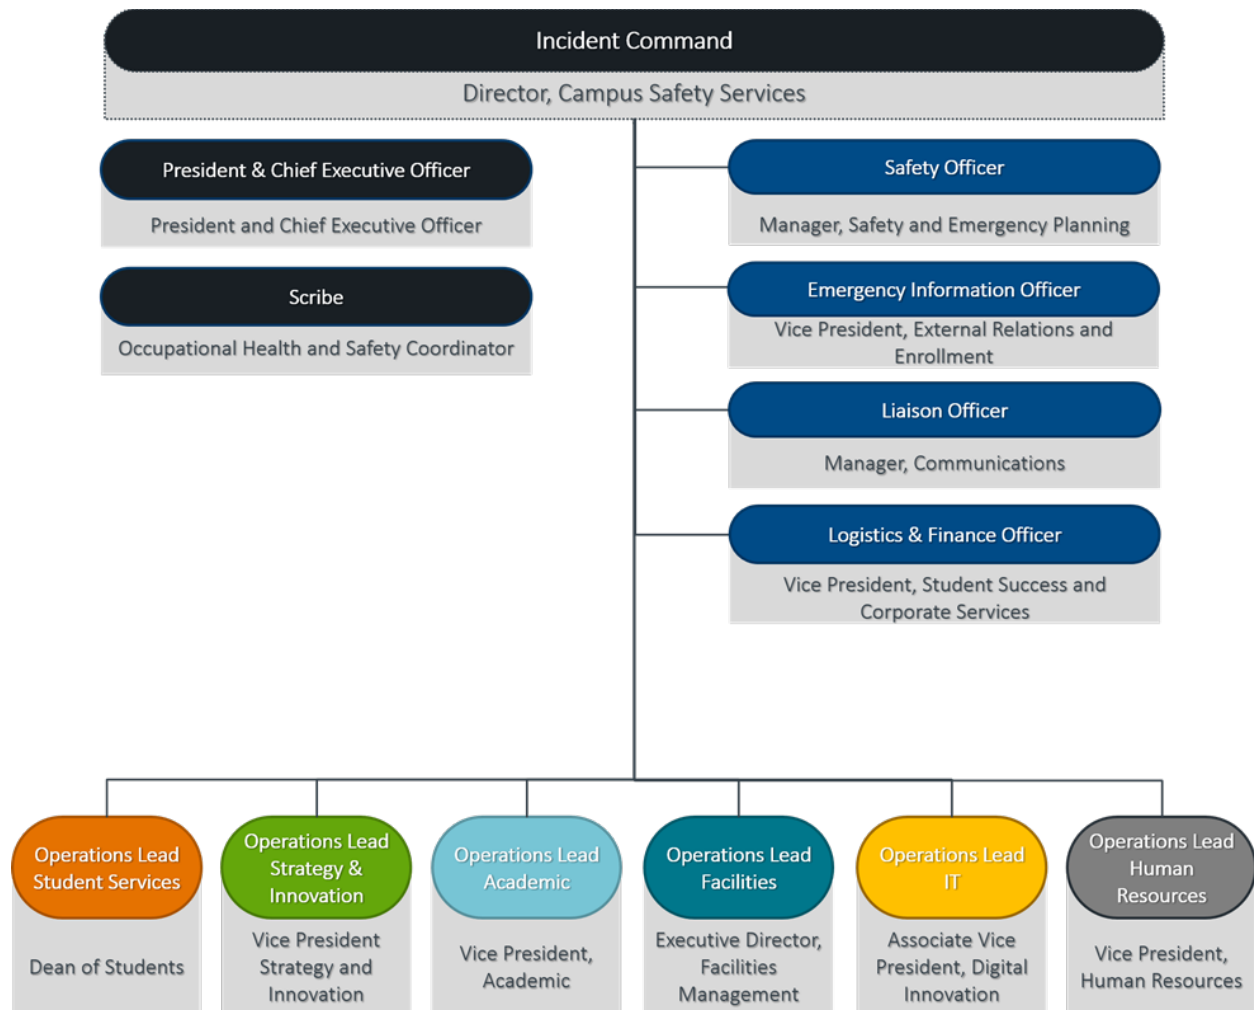 Incident Command
Director, Campus Safety Services
President & Chief Executive Officer
President and Chief Executive Officer
Scribe
Occupational Health and Safety Coordinator
Safety Officer
Manager, Safety and Emergency Planning
Emergency Information Officer
Vice President, External Relations and
Enrollment
Liaison Officer
Manager, Communications
Logistics & Finance Officer
Vice President, Student Success and
Corporate Services
Operations Lead
Student Services
Dean of Students
Operations Lead
Strategy &
Innovation
Vice President
Strategy and
Innovation
Operations Lead
Academic
Vice President,
Academic
Operations Lead
Facilities
Executive Director,
Facilities
Management
Operations Lead
IT
Associate Vice
President, Digital
Innovation
Operations Lead
Human
Resources
Vice President,
Human Resources